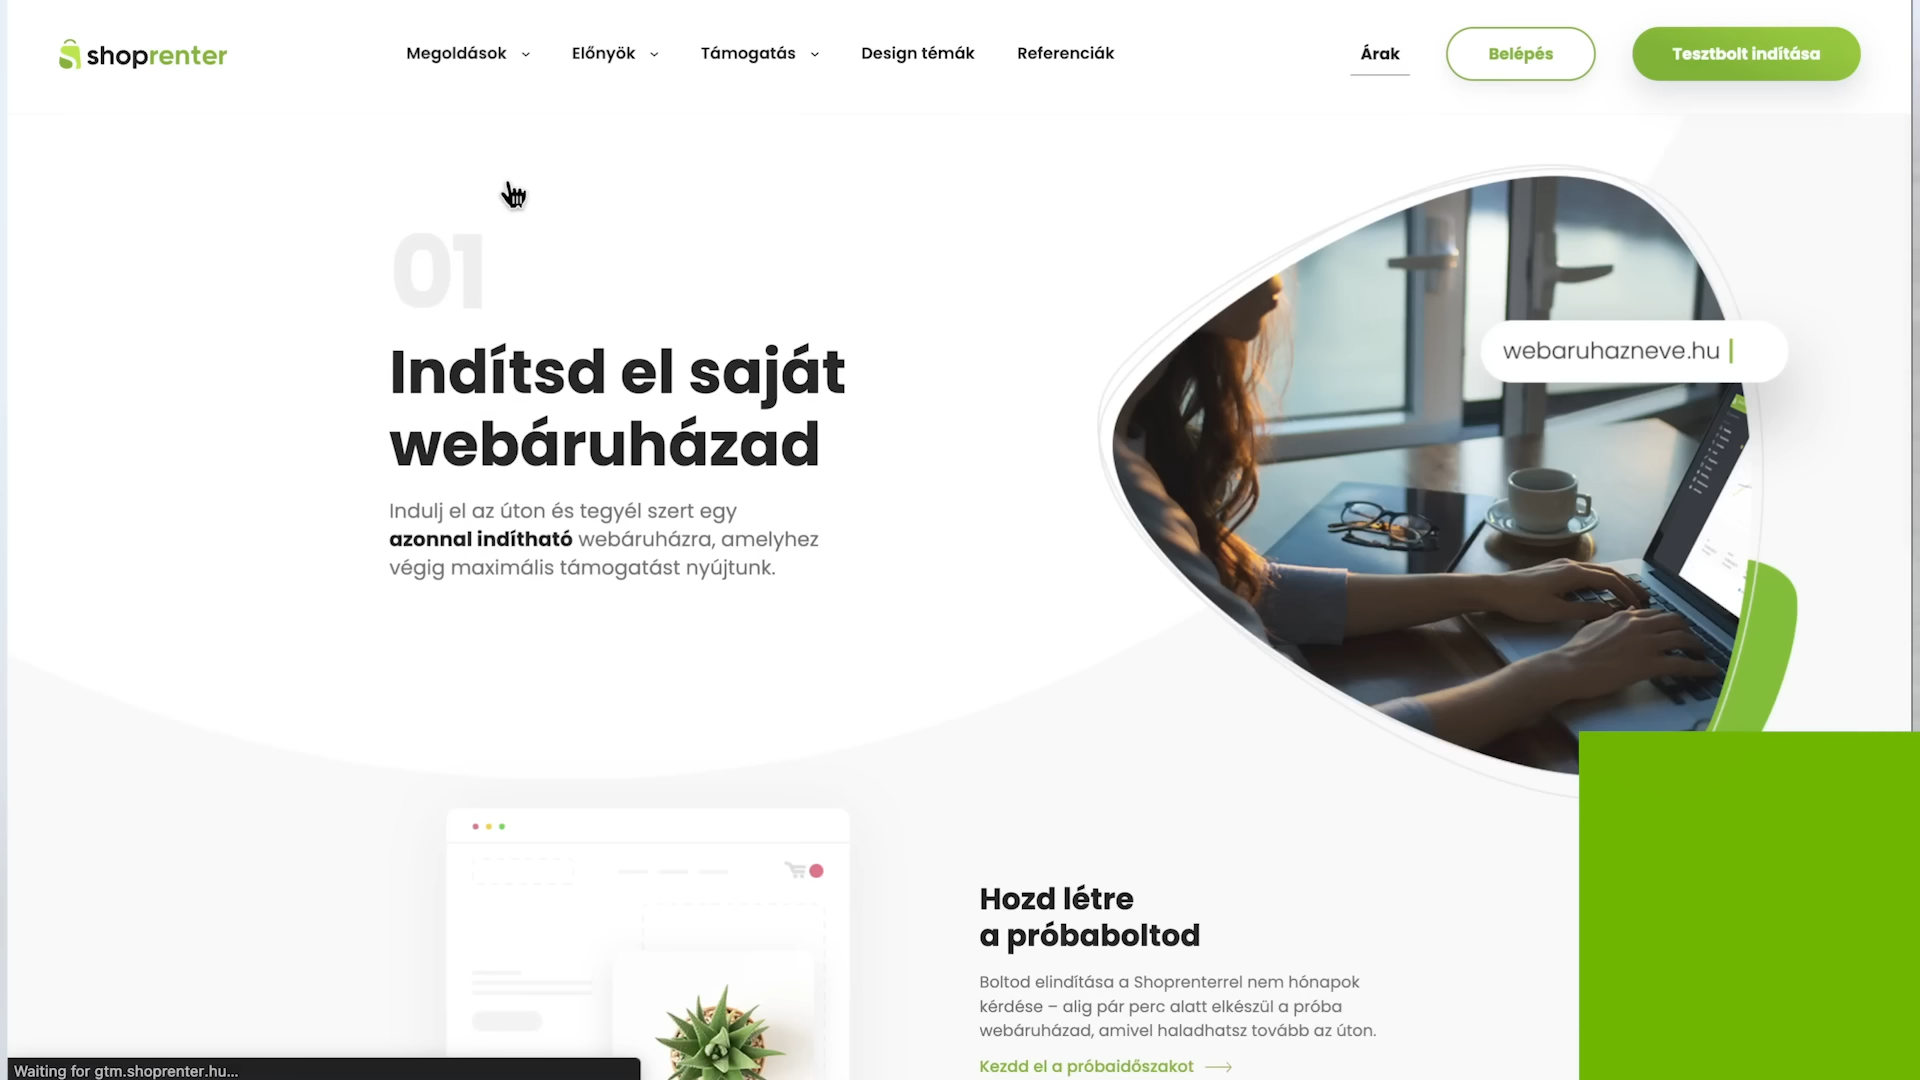 shoprenter
Megoldások
Előnyök
Támogatás
Design témák
Referenciák
Árak
Belépés
Tesztbolt indítása
01
Indítsd el saját
webáruházad
Indulj el az úton és tegyél szert egy
azonnal indítható webáruházra, amelyhez
végig maximális támogatást nyújtunk.
webaruhazneve.hu
Hozd létre
a próbaboltod
Boltod elindítása a Shoprenterrel nem hónapok
kérdése – alig pár perc alatt elkészül a próba
webáruházad, amivel haladhatsz tovább az úton.
Kezdd el a próbaidőszakot
Waiting for gtm.shoprenter.hu...